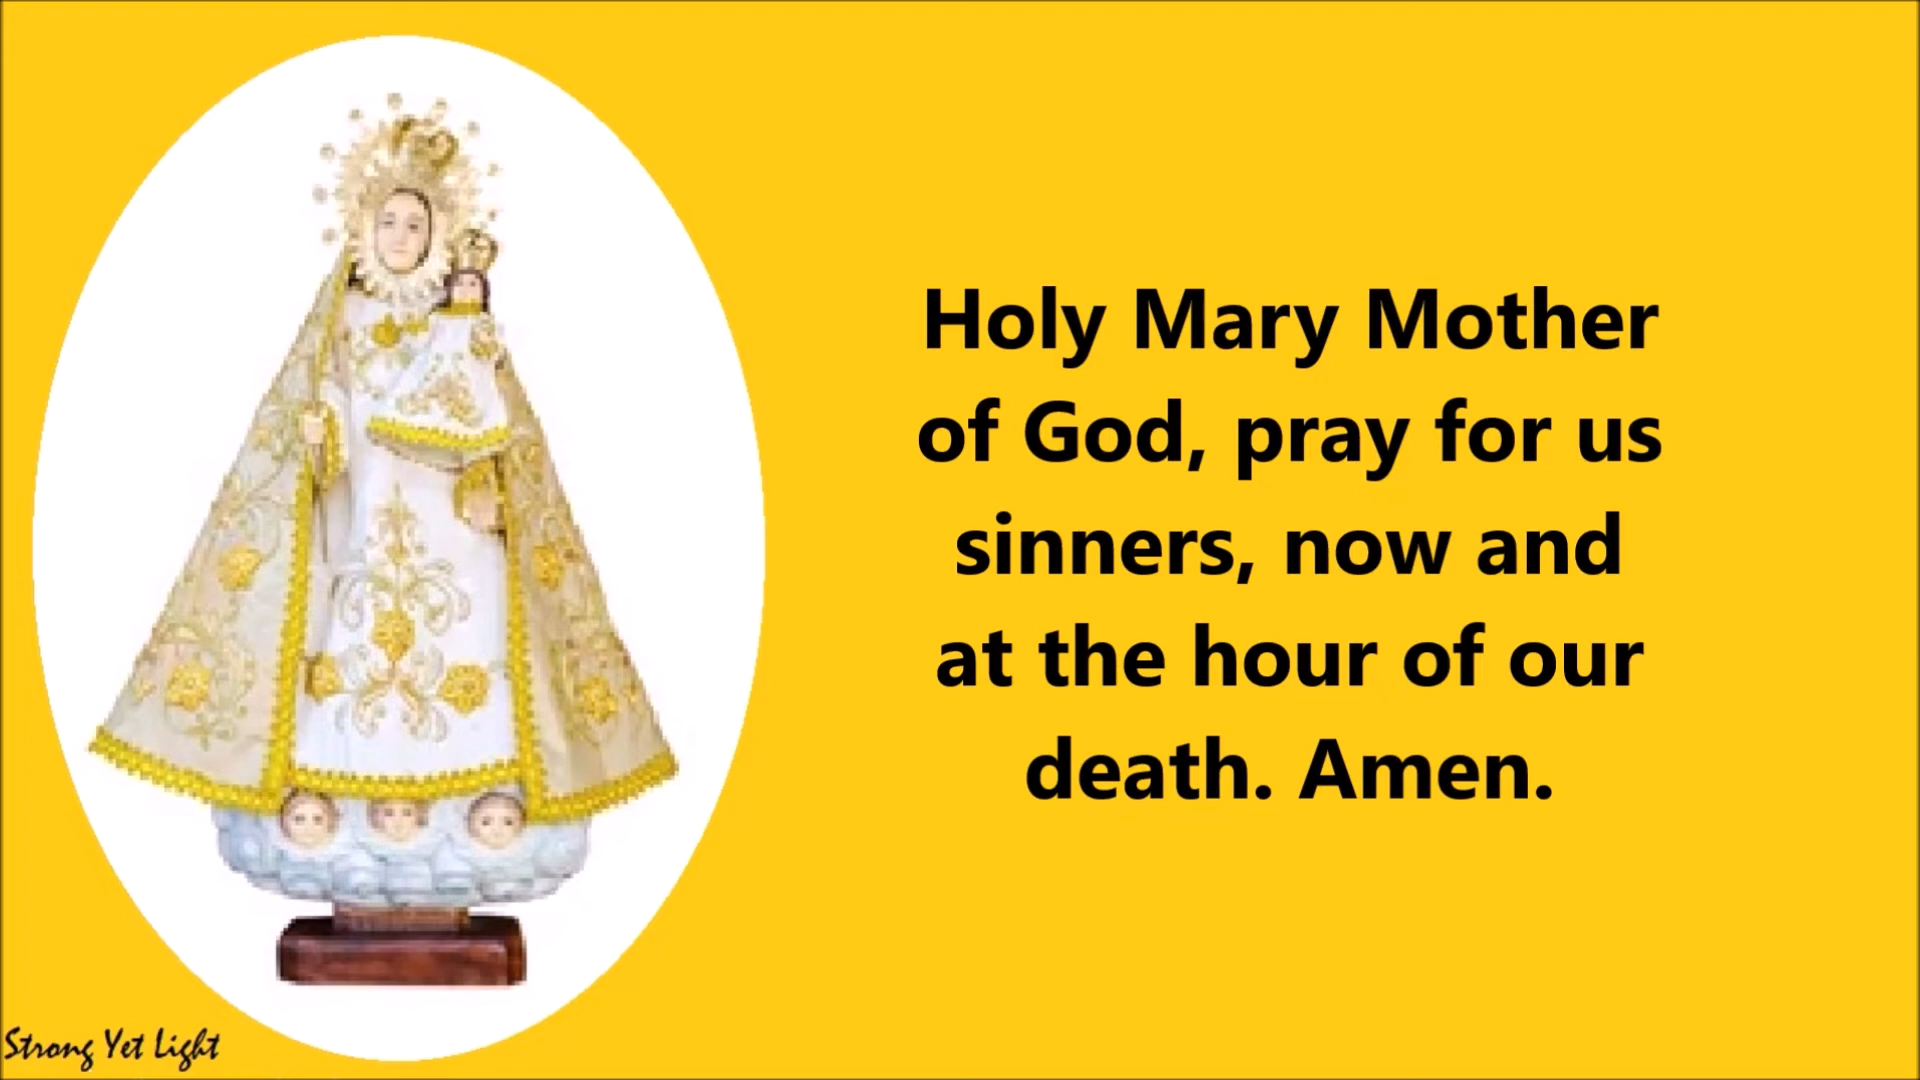 Holy Mary Mother
of God, pray for us
sinners, now and
at the hour of our
death. Amen.
Strong Yet Light